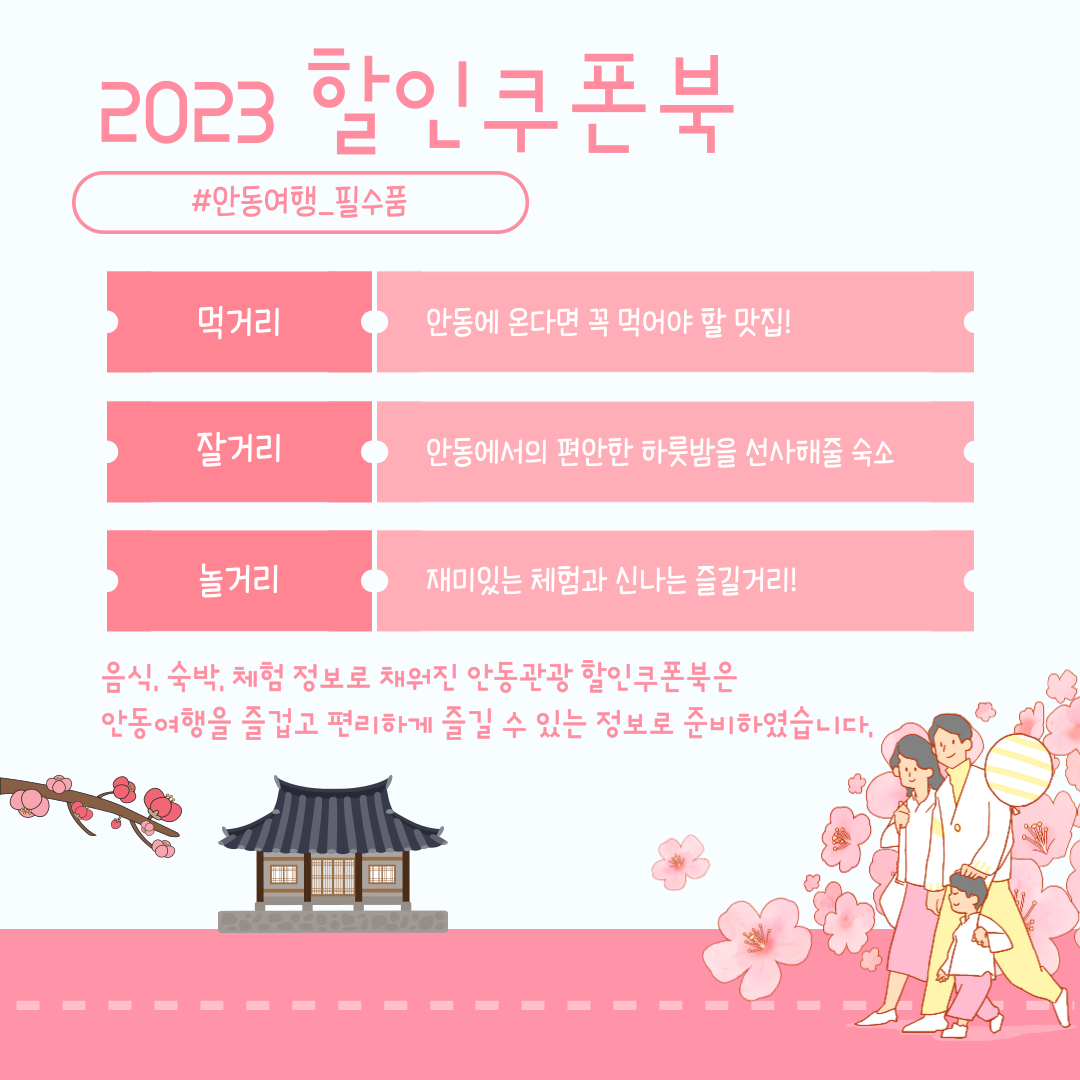 2023 할인쿠폰북
#안동여행_필수품
먹거리
안동에 온다면 꼭 먹어야 할 맛집!
잘거리
안동에서의 편안한 하룻밤을 선사해줄 숙소
놀거리
재미있는 체험과 신나는 즐길거리!
음식, 숙박, 체험 정보로 채워진 안동관광 할인쿠폰북은
안동여행을 즐겁고 편리하게 즐길 수 있는 정보로 준비하였습니다.